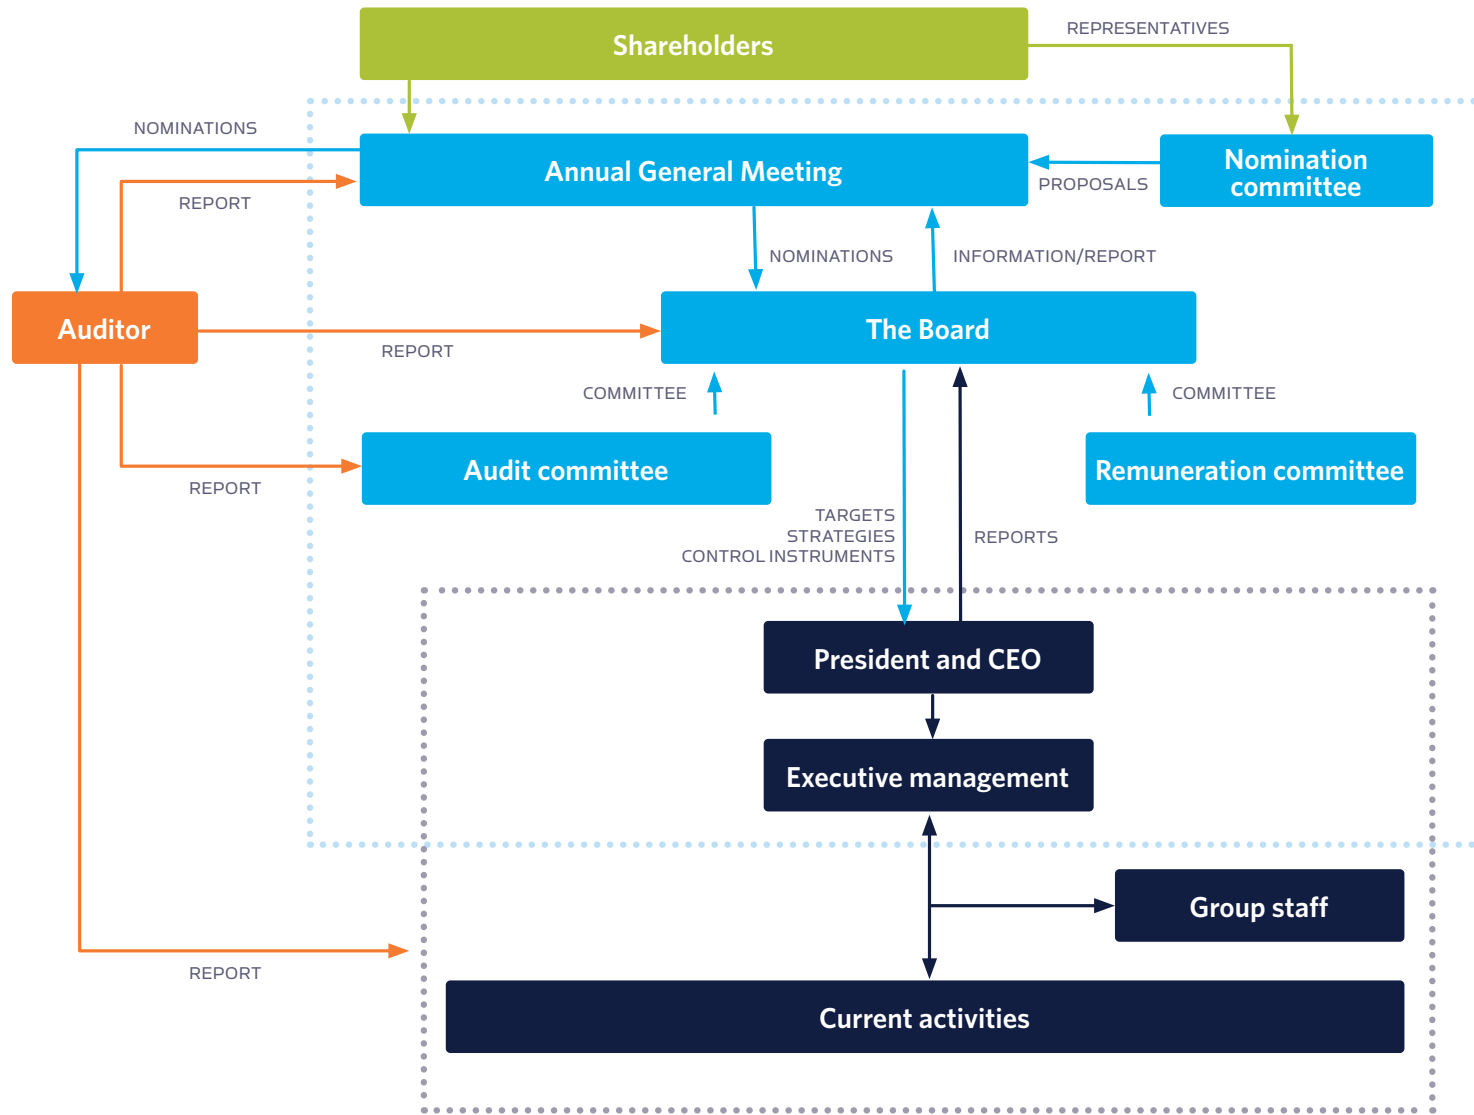 REPRESENTATIVES
Shareholders
NOMINATIONS
Annual General Meeting
Nomination
committee
PROPOSALS
REPORT
NOMINATIONS
INFORMATION/REPORT
Auditor
The Board
REPORT
COMMITTEE
COMMITTEE
Audit committee
Remuneration committee
REPORT
TARGETS
STRATEGIES
CONTROL INSTRUMENTS
REPORTS
President and CEO
Executive management
Group staff
REPORT
Current activities